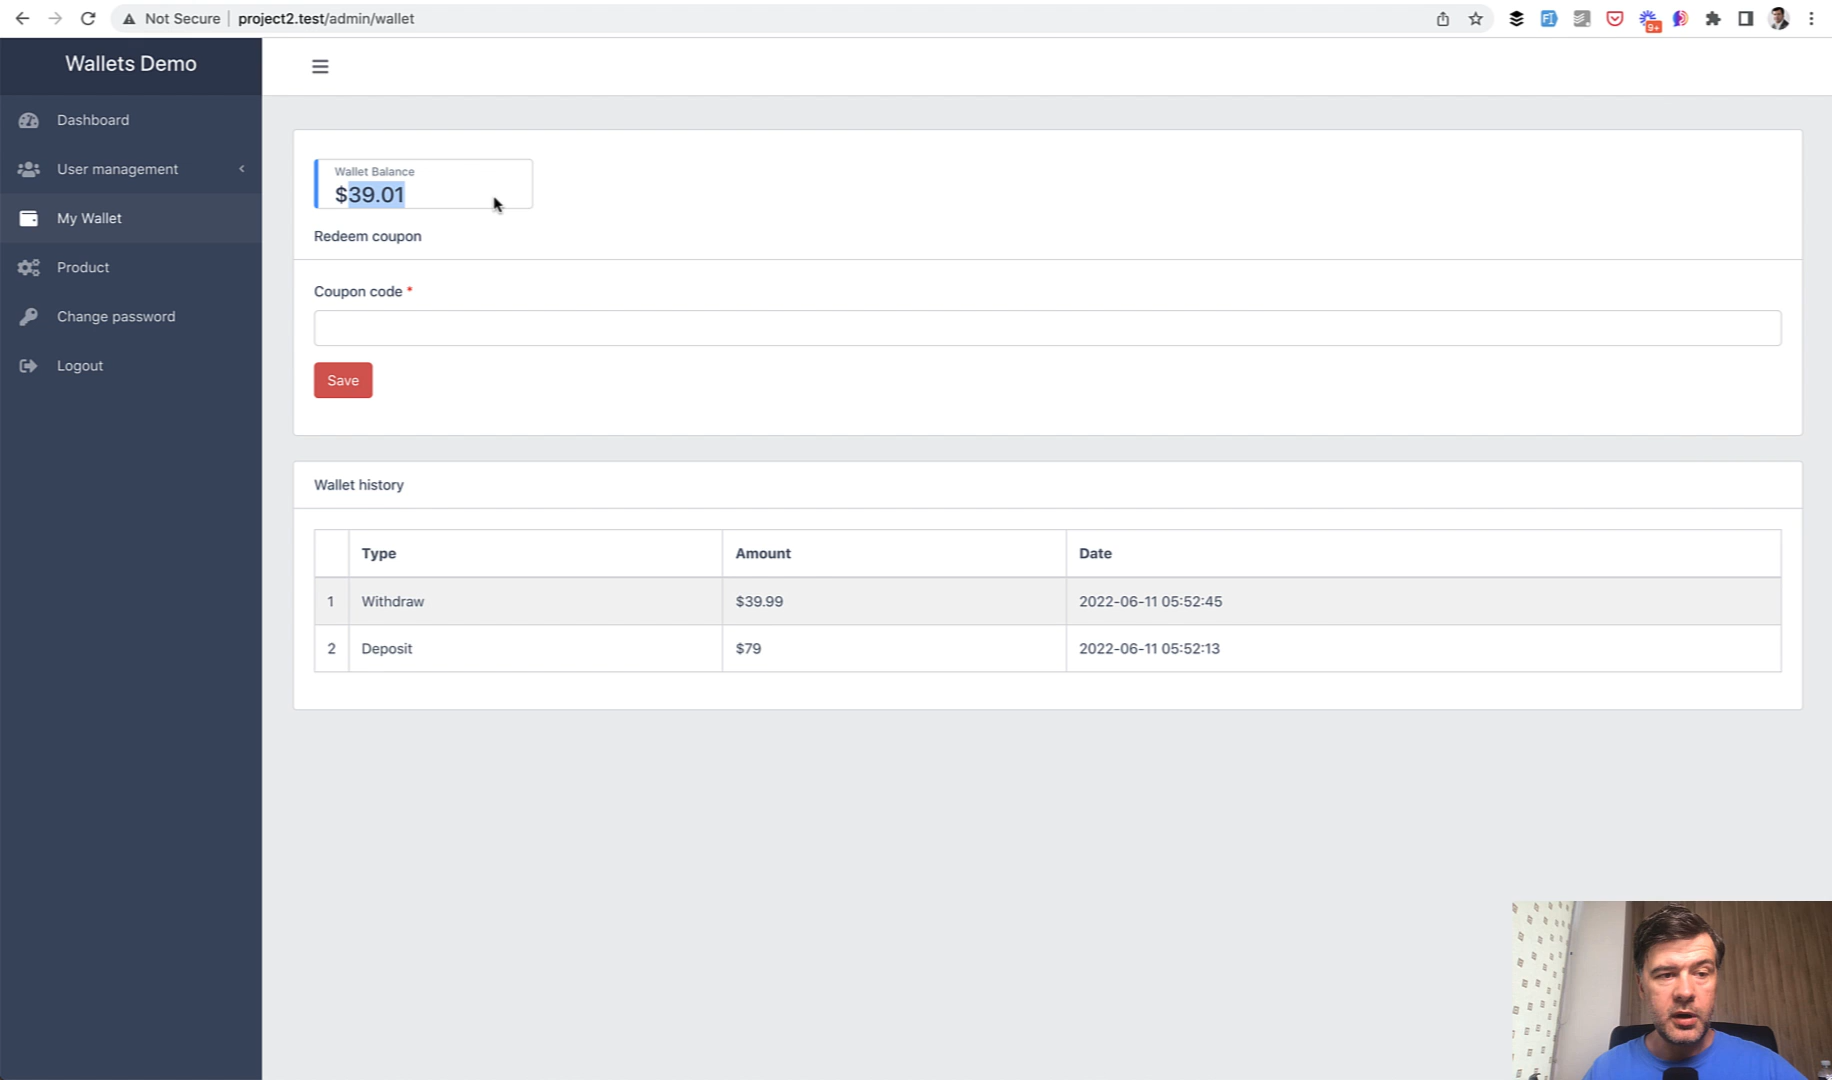 Not Secure | project2.test/admin/wallet
9+
Wallets Demo
Dashboard
User management
My Wallet
Product
Change password
Logout
Wallet Balance
$39.01
Redeem coupon
Coupon code *
Save
Wallet history
Type Amount Date
1 Withdraw $39.99 2022-06-11 05:52:45
2 Deposit $79 2022-06-11 05:52:13